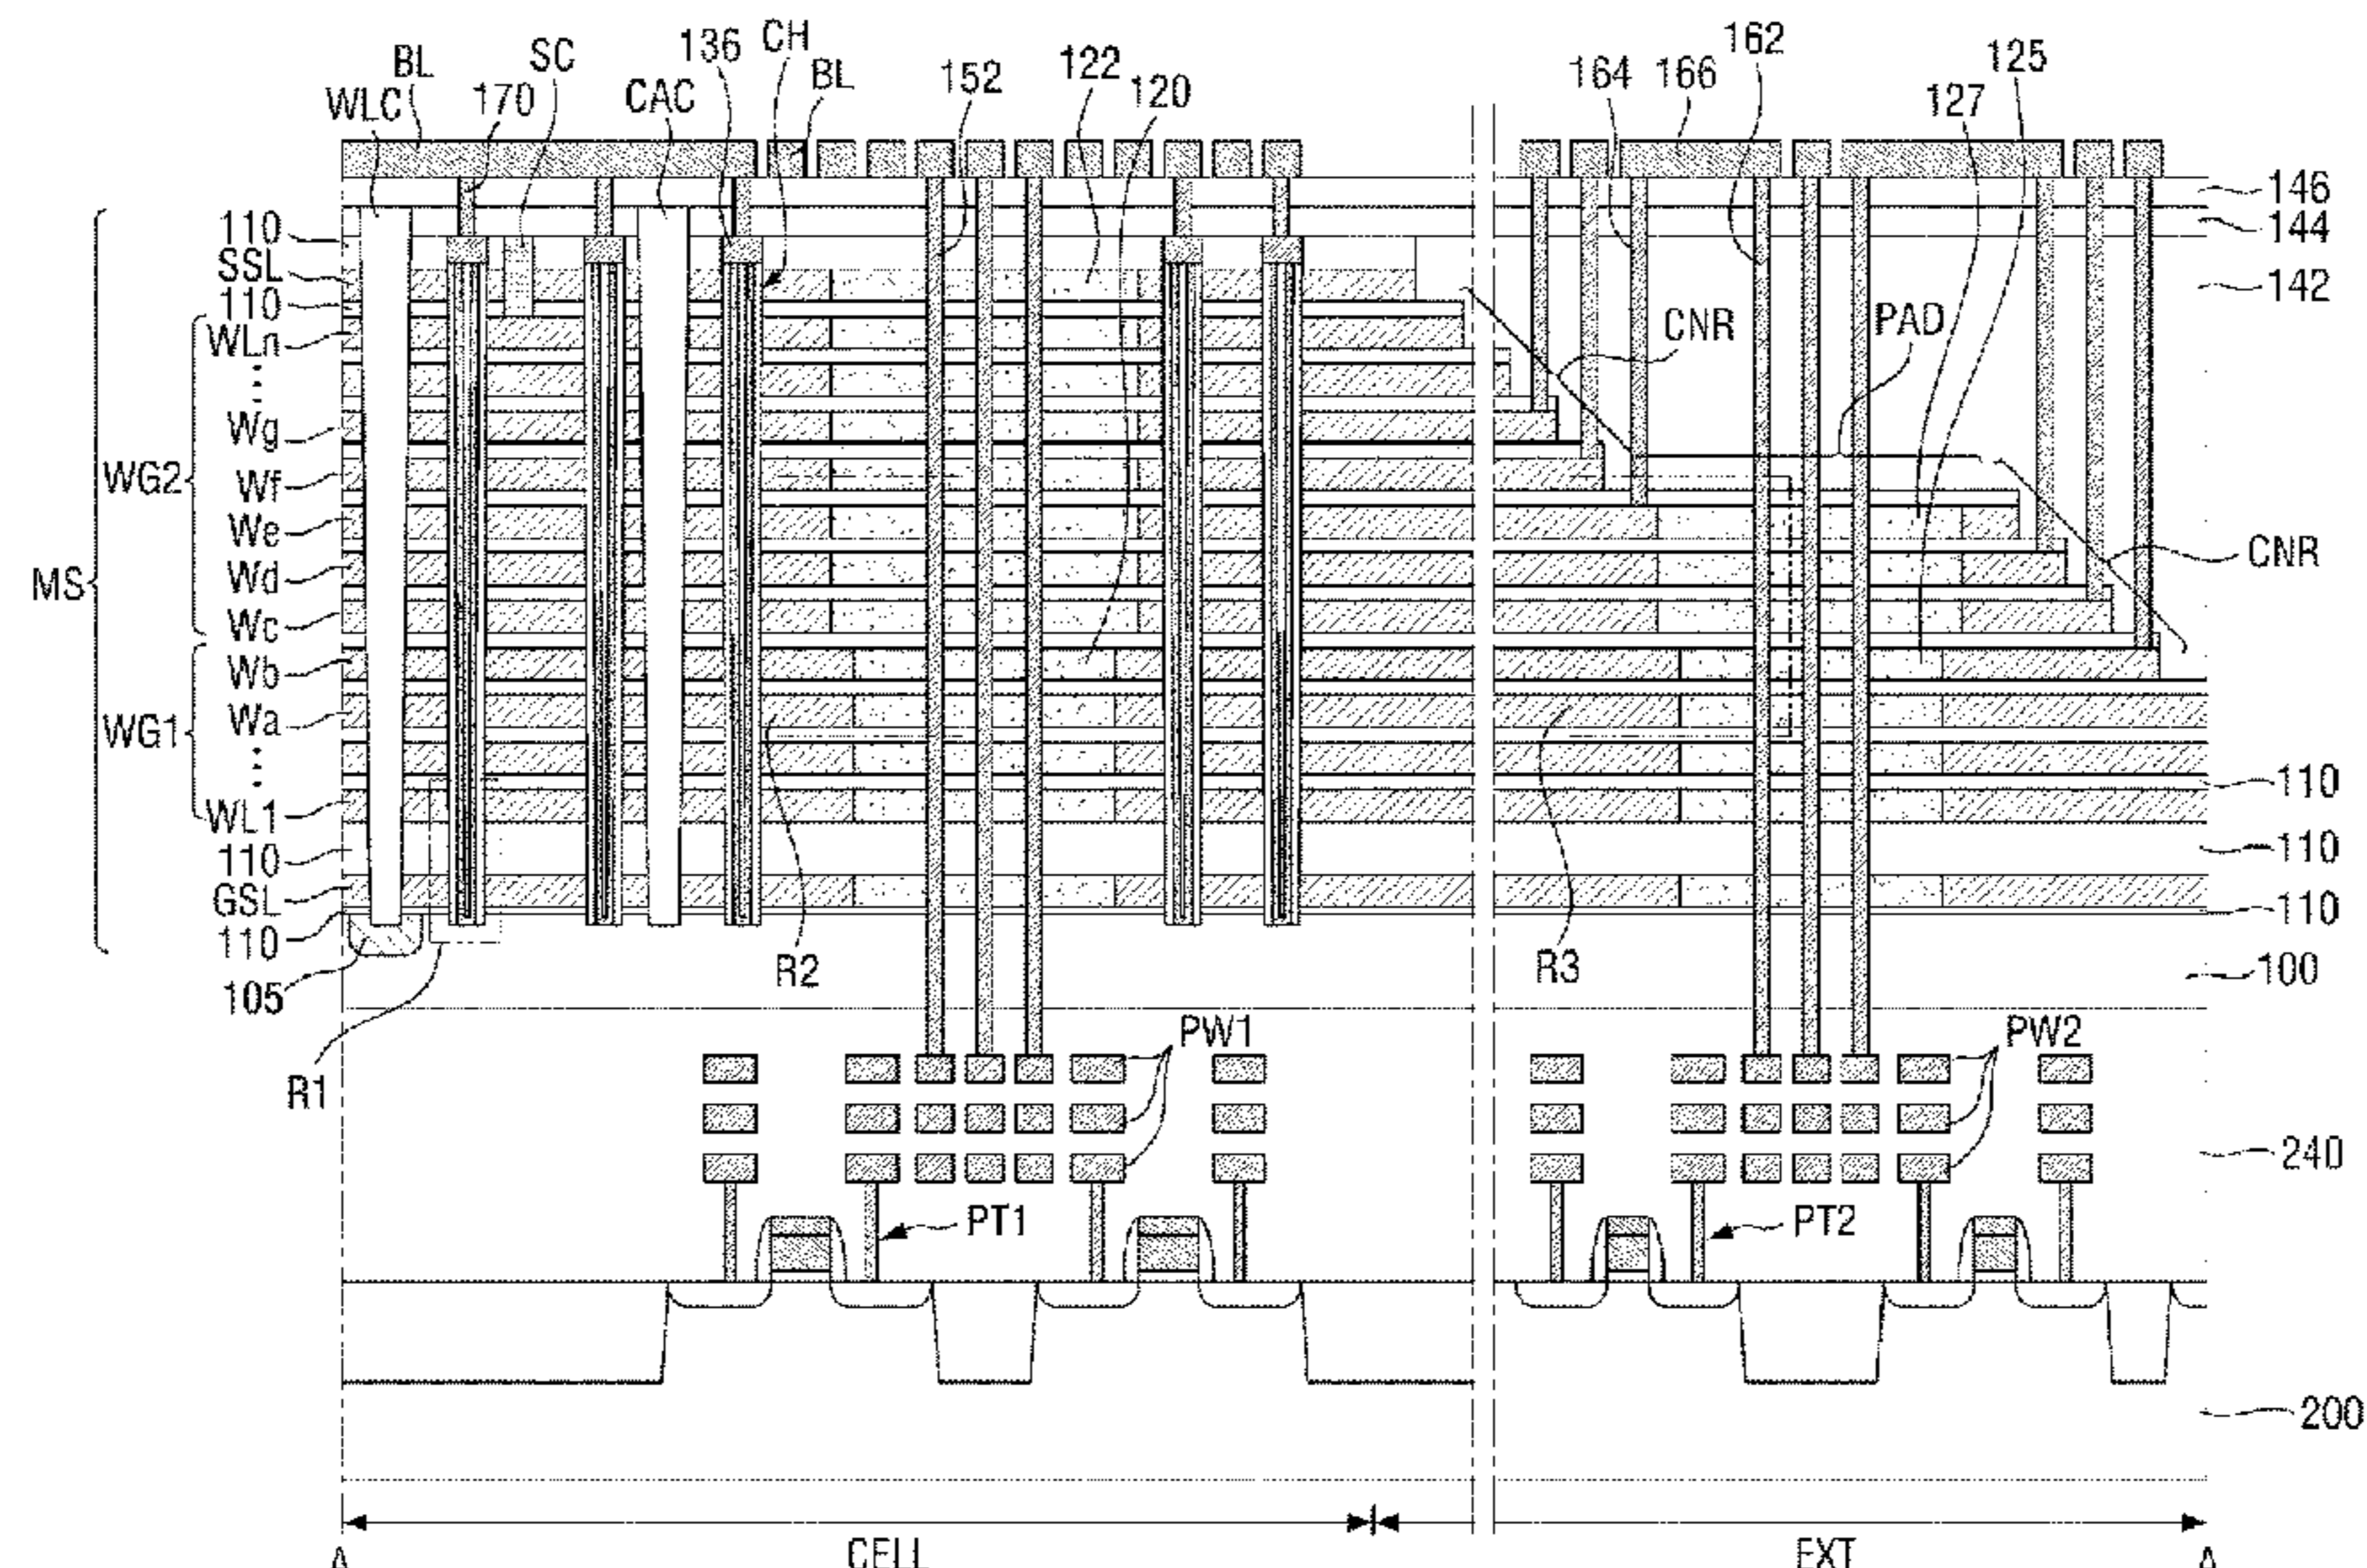 BL SC 136 CH BL 152 122 120 164 166 162 127 125
WLC 170 CAC
146
110 144
SSL
110 142
WLn CNR PAD
⋮
Wg
WG2 Wf
We
Wd CNR
MS Wc
Wb
Wa
WG1
⋮
110
WL1
110 110
GSL
110 110
105 R2 R3 100
R1 PW1 PW2
240
PT1 PT2
200
CELL EXT
A A